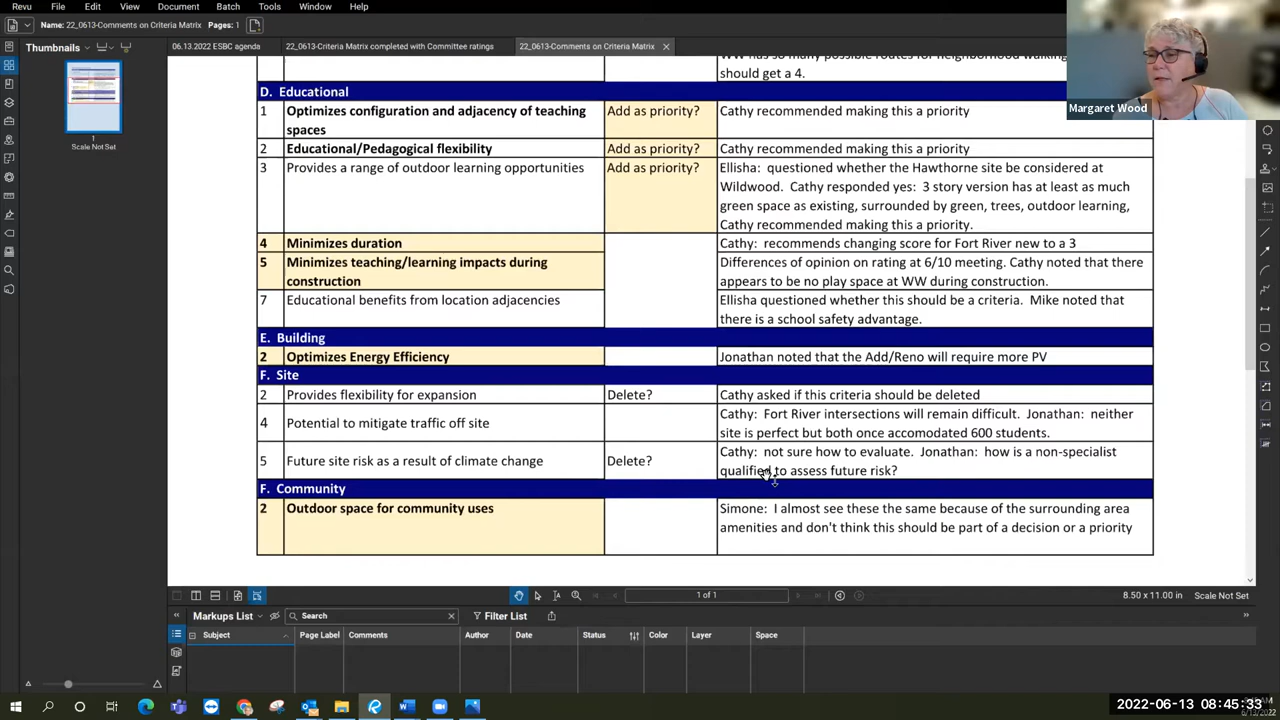 Revu File Edit View Document Batch Tools Window Help
Name: 22_0613-Comments on Criteria Matrix Pages: 1
Thumbnails
06.13.2022 ESBC agenda
22_0613-Criteria Matrix completed with Committee ratings
22_0613-Comments on Criteria Matrix
Margaret Wood
1
Scale Not Set
should get a 4.
D. Educational
1 Optimizes configuration and adjacency of teaching Add as priority? Cathy recommended making this a priority
spaces
2 Educational/Pedagogical flexibility Add as priority? Cathy recommended making this a priority
3 Provides a range of outdoor learning opportunities Add as priority? Ellisha: questioned whether the Hawthorne site be considered at
Wildwood. Cathy responded yes: 3 story version has at least as much
green space as existing, surrounded by green, trees, outdoor learning,
Cathy recommended making this a priority.
4 Minimizes duration Cathy: recommends changing score for Fort River new to a 3
5 Minimizes teaching/learning impacts during Differences of opinion on rating at 6/10 meeting. Cathy noted that there
construction appears to be no play space at WW during construction.
7 Educational benefits from location adjacencies Ellisha questioned whether this should be a criteria. Mike noted that
there is a school safety advantage.
E. Building
2 Optimizes Energy Efficiency Jonathan noted that the Add/Reno will require more PV
F. Site
2 Provides flexibility for expansion Delete? Cathy asked if this criteria should be deleted
4 Potential to mitigate traffic off site Cathy: Fort River intersections will remain difficult. Jonathan: neither
site is perfect but both once accomodated 600 students.
5 Future site risk as a result of climate change Delete? Cathy: not sure how to evaluate. Jonathan: how is a non-specialist
qualified to assess future risk?
F. Community
2 Outdoor space for community uses Simone: I almost see these the same because of the surrounding area
amenities and don't think this should be part of a decision or a priority
1 of 1
8.50 x 11.00 in Scale Not Set
Markups List Search Filter List
Subject Page Label Comments Author Date Status Color Layer Space
2022-06-13 08:45:33